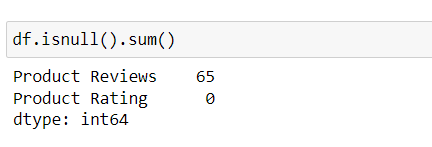 df.isnull().sum()
Product Reviews    65
Product Rating      0
dtype: int64